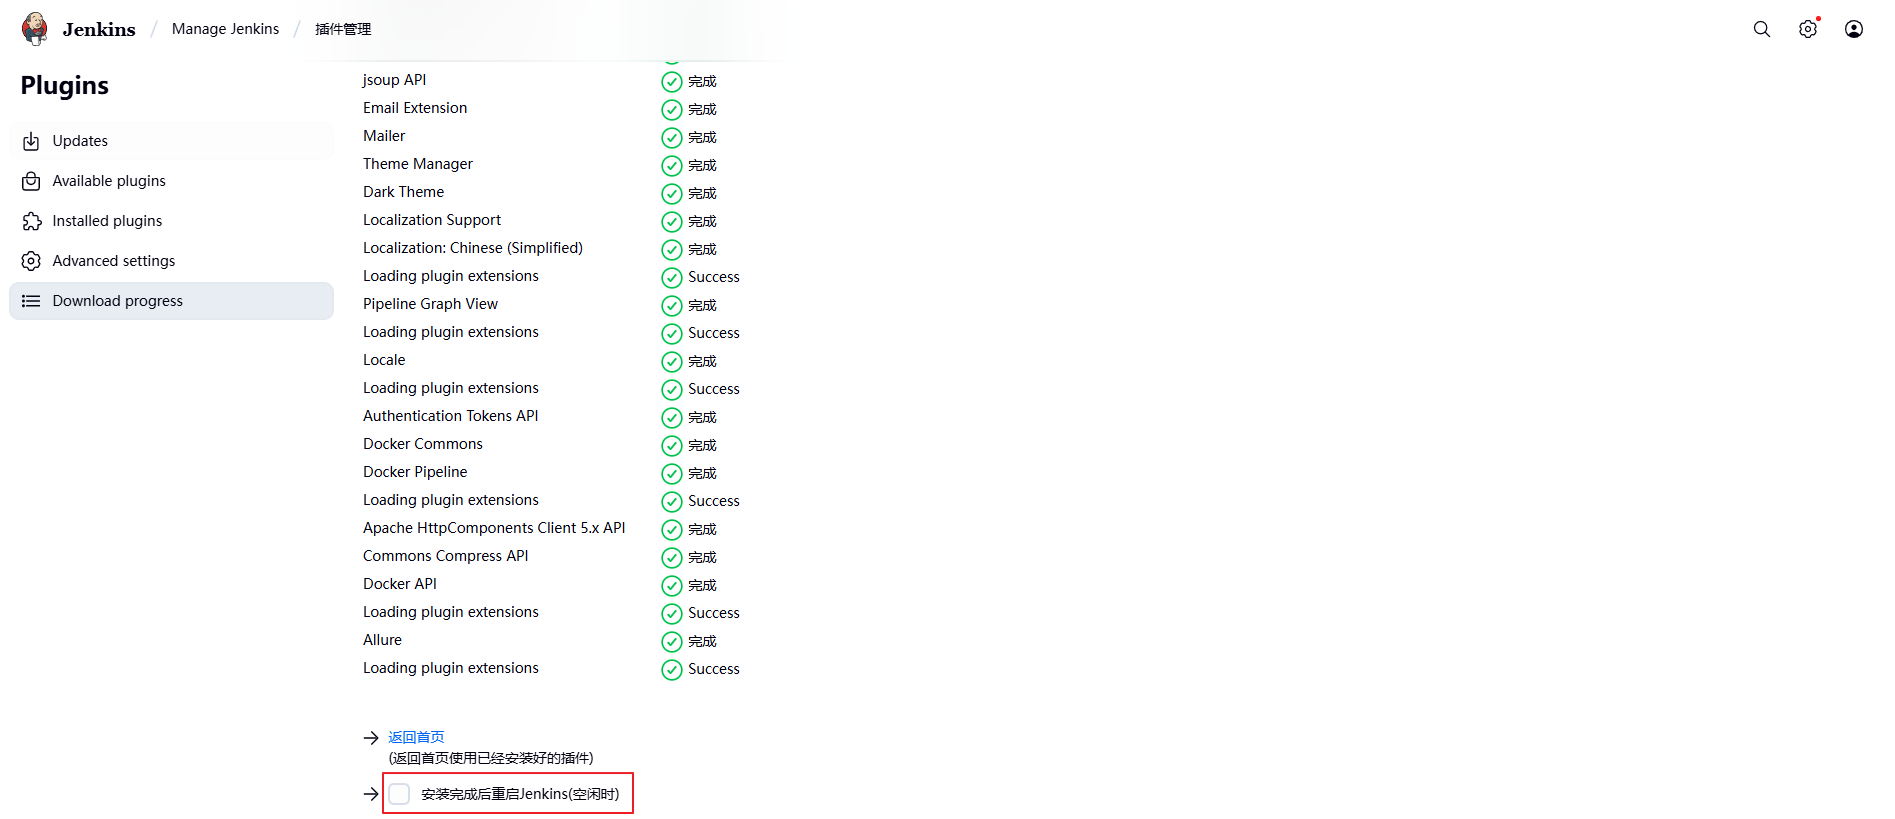 Jenkins / Manage Jenkins / 插件管理
Plugins
Updates
Available plugins
Installed plugins
Advanced settings
Download progress
jsoup API 完成
Email Extension 完成
Mailer 完成
Theme Manager 完成
Dark Theme 完成
Localization Support 完成
Localization: Chinese (Simplified) 完成
Loading plugin extensions Success
Pipeline Graph View 完成
Loading plugin extensions Success
Locale 完成
Loading plugin extensions Success
Authentication Tokens API 完成
Docker Commons 完成
Docker Pipeline 完成
Loading plugin extensions Success
Apache HttpComponents Client 5.x API 完成
Commons Compress API 完成
Docker API 完成
Loading plugin extensions Success
Allure 完成
Loading plugin extensions Success
返回首页
(返回首页使用已经安装好的插件)
安装完成后重启Jenkins(空闲时)